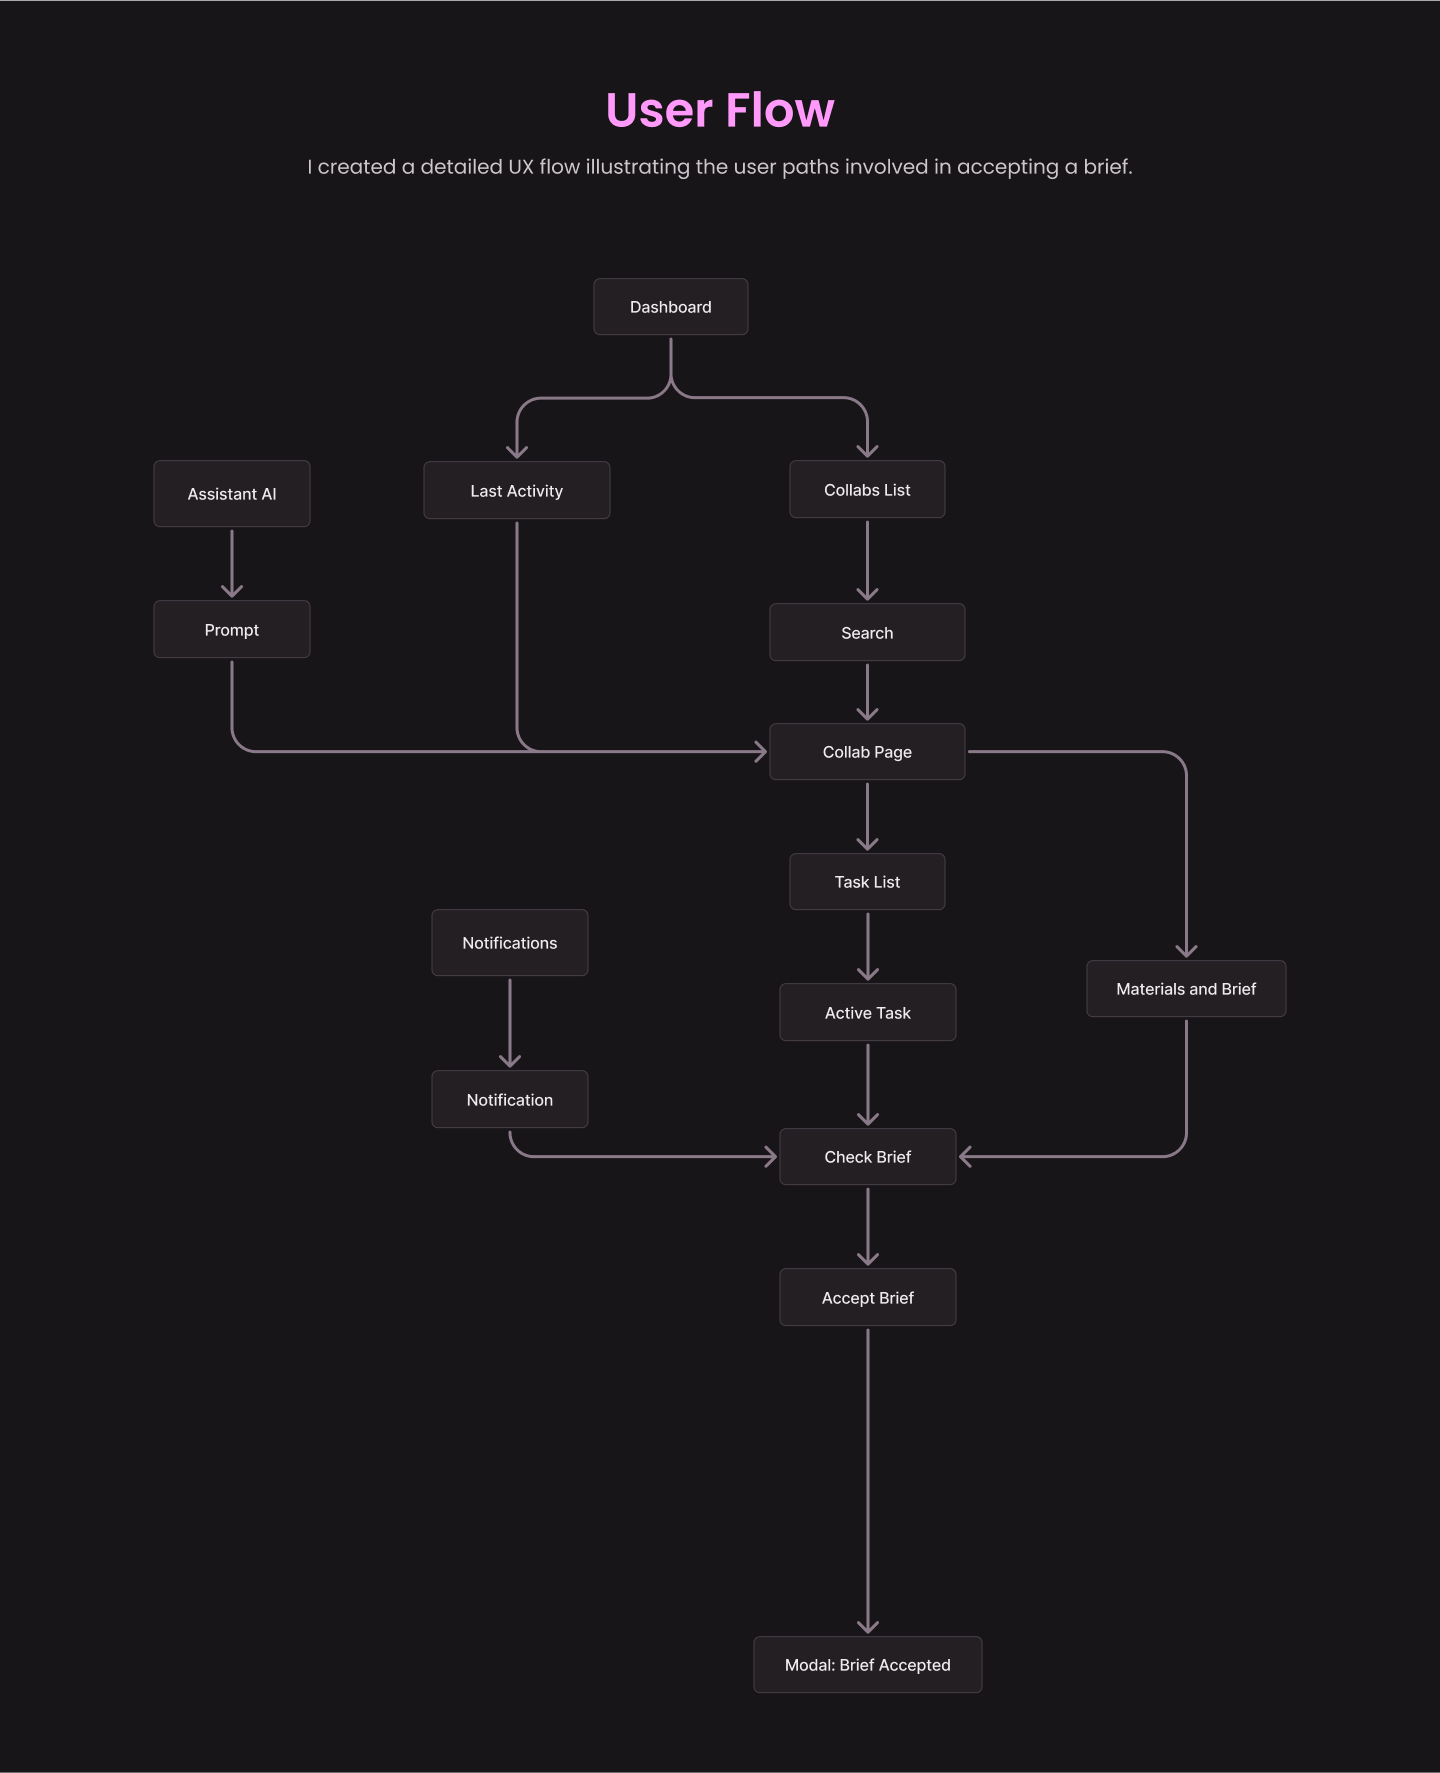 User Flow
I created a detailed UX flow illustrating the user paths involved in accepting a brief.
Dashboard
Assistant AI
Last Activity
Collabs List
Prompt
Search
Collab Page
Task List
Notifications
Materials and Brief
Active Task
Notification
Check Brief
Accept Brief
Modal: Brief Accepted